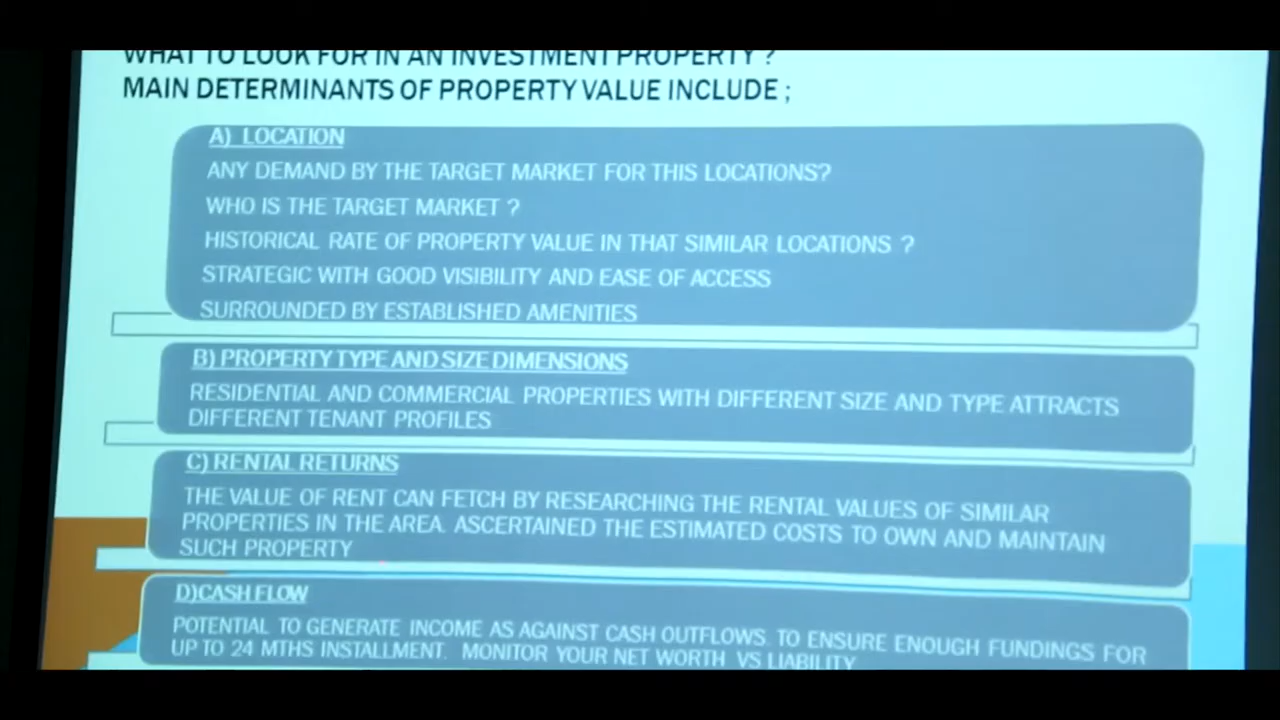 WHAT TO LOOK FOR IN AN INVESTMENT PROPERTY ?
MAIN DETERMINANTS OF PROPERTY VALUE INCLUDE ;
A) LOCATION
ANY DEMAND BY THE TARGET MARKET FOR THIS LOCATIONS?
WHO IS THE TARGET MARKET ?
HISTORICAL RATE OF PROPERTY VALUE IN THAT SIMILAR LOCATIONS ?
STRATEGIC WITH GOOD VISIBILITY AND EASE OF ACCESS
SURROUNDED BY ESTABLISHED AMENITIES
B) PROPERTY TYPE AND SIZE DIMENSIONS
RESIDENTIAL AND COMMERCIAL PROPERTIES WITH DIFFERENT SIZE AND TYPE ATTRACTS
DIFFERENT TENANT PROFILES
C) RENTAL RETURNS
THE VALUE OF RENT CAN FETCH BY RESEARCHING THE RENTAL VALUES OF SIMILAR
PROPERTIES IN THE AREA. ASCERTAINED THE ESTIMATED COSTS TO OWN AND MAINTAIN
SUCH PROPERTY
D)CASH FLOW
POTENTIAL TO GENERATE INCOME AS AGAINST CASH OUTFLOWS. TO ENSURE ENOUGH FUNDINGS FOR
UP TO 24 MTHS INSTALLMENT. MONITOR YOUR NET WORTH VS LIABILITY